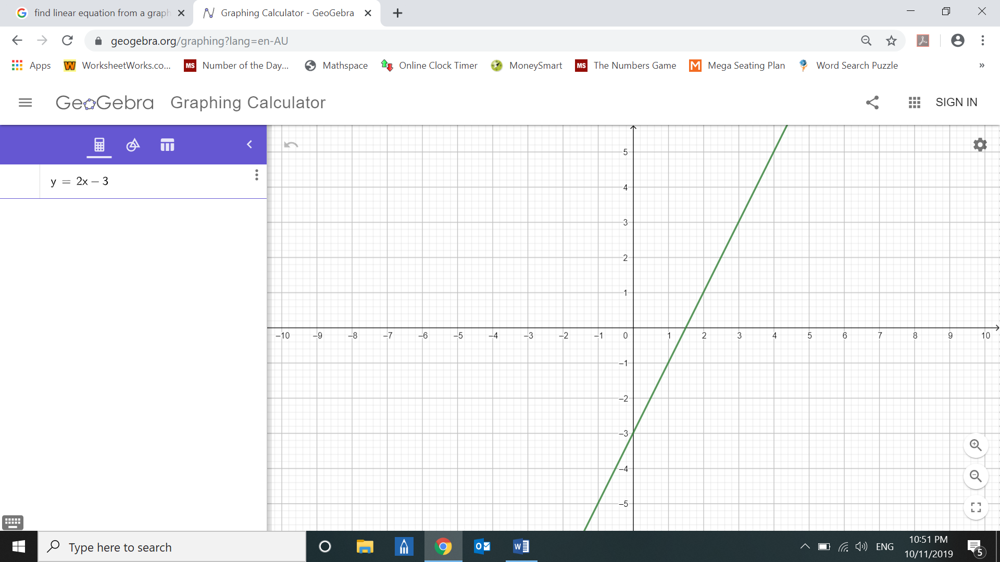 find linear equation from a graph
Graphing Calculator - GeoGebra
geogebra.org/graphing?lang=en-AU
Apps
WorksheetWorks.co...
MS Number of the Day...
Mathspace
Online Clock Timer
MoneySmart
MS The Numbers Game
M Mega Seating Plan
Word Search Puzzle
»
GeoGebra Graphing Calculator
SIGN IN
y = 2x – 3
5
4
3
2
1
–10 –9 –8 –7 –6 –5 –4 –3 –2 –1 0 1 2 3 4 5 6 7 8 9 10
–1
–2
–3
–4
–5
Type here to search
ENG
10:51 PM
10/11/2019
5